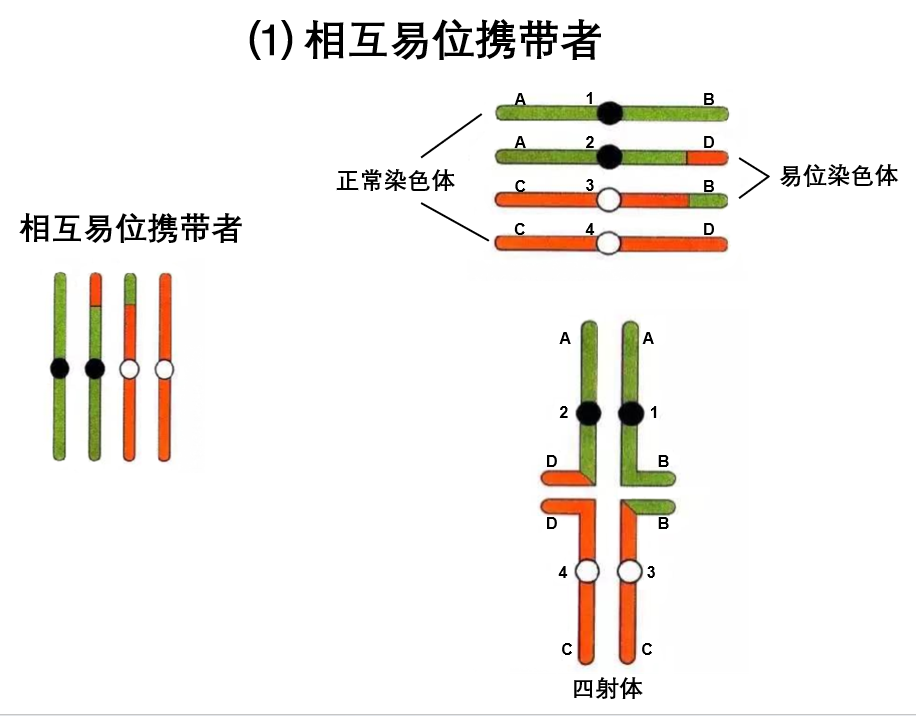 (1) 相互易位携带者
A 1 B
A 2 D
正常染色体
易位染色体
C 3 B
C 4 D
相互易位携带者
A A
2 1
D B
D B
4 3
C C
四射体